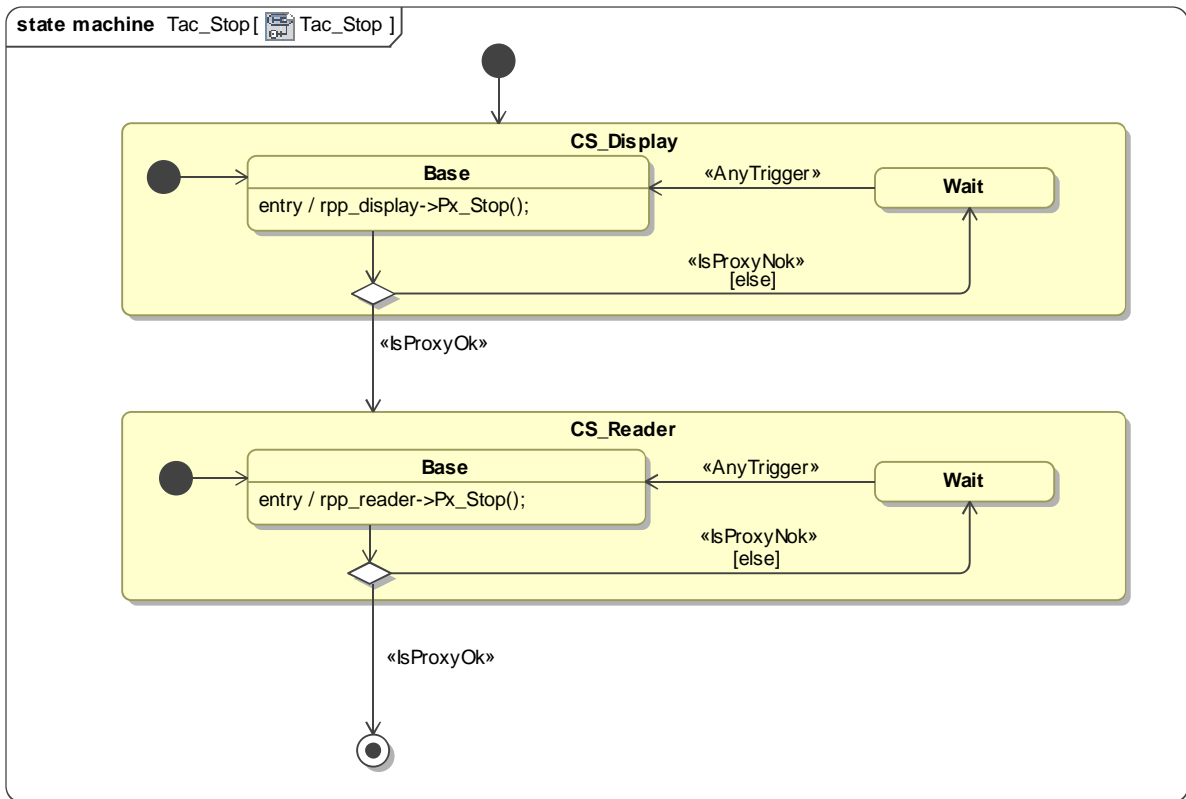 state machine Tac_Stop [ Tac_Stop ]
CS_Display
Base
entry / rpp_display->Px_Stop();
«AnyTrigger»
Wait
«IsProxyNok»
[else]
«IsProxyOk»
CS_Reader
Base
entry / rpp_reader->Px_Stop();
«AnyTrigger»
Wait
«IsProxyNok»
[else]
«IsProxyOk»